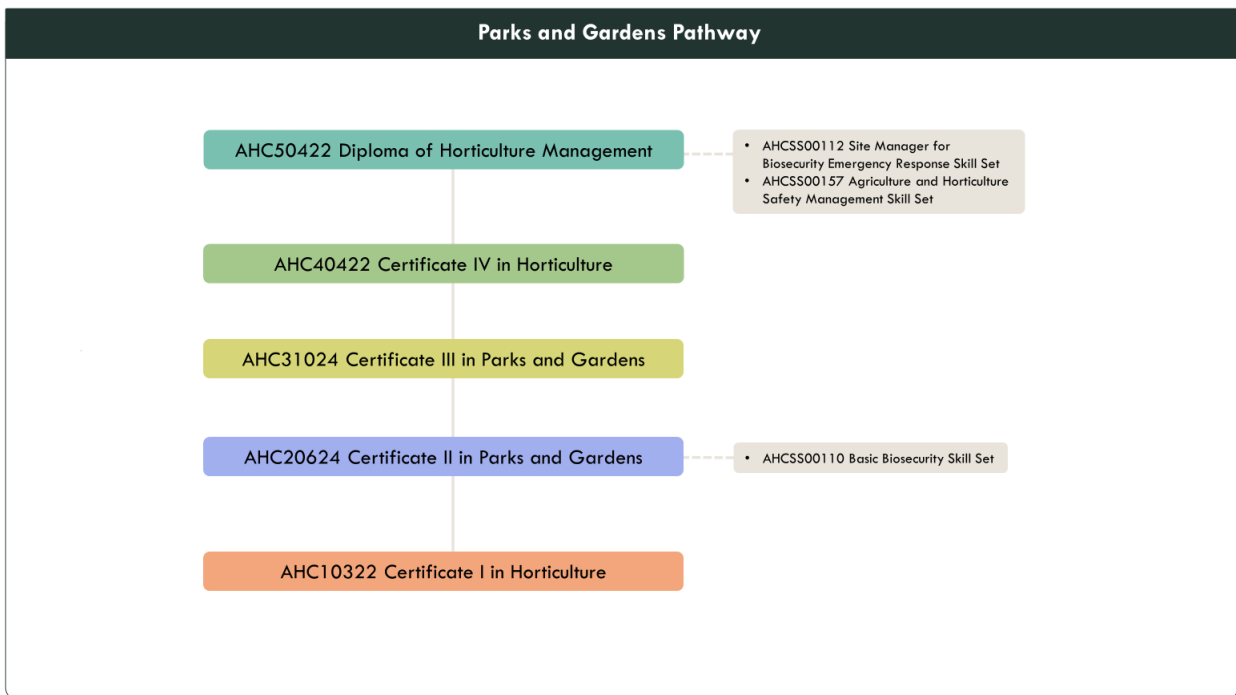 Parks and Gardens Pathway
AHC50422 Diploma of Horticulture Management
• AHCSS00112 Site Manager for
Biosecurity Emergency Response Skill Set
• AHCSS00157 Agriculture and Horticulture
Safety Management Skill Set
AHC40422 Certificate IV in Horticulture
AHC31024 Certificate III in Parks and Gardens
AHC20624 Certificate II in Parks and Gardens
• AHCSS00110 Basic Biosecurity Skill Set
AHC10322 Certificate I in Horticulture